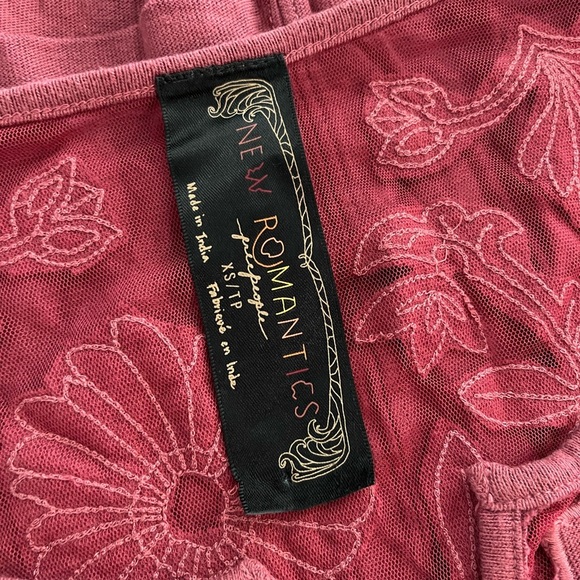 NEW ROMANTICS
free people
XS/TP
Made in India
Fabriqué en Inde